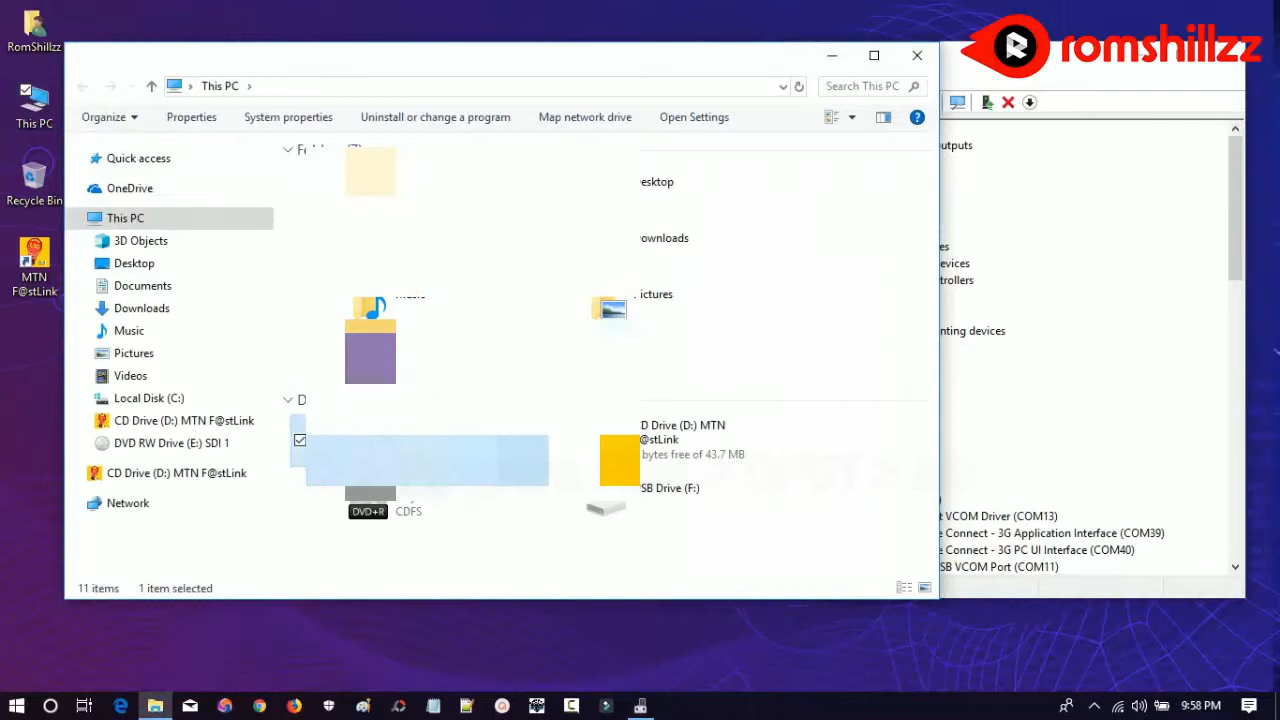 romshillzz
RomShillzz
This PC
Recycle Bin
MTN
F@stLink
This PC
Search This PC
Organize
Properties
System properties
Uninstall or change a program
Map network drive
Open Settings
Quick access
OneDrive
This PC
3D Objects
Desktop
Documents
Downloads
Music
Pictures
Videos
Local Disk (C:)
CD Drive (D:) MTN F@stLink
DVD RW Drive (E:) SDI 1
CD Drive (D:) MTN F@stLink
Network
esktop
ownloads
ictures
D
CD Drive (D:) MTN
F@stLink
bytes free of 43.7 MB
SB Drive (F:)
DVD+R
CDFS
11 items
1 item selected
utputs
es
evices
trollers
nting devices
t VCOM Driver (COM13)
e Connect - 3G Application Interface (COM39)
e Connect - 3G PC UI Interface (COM40)
SB VCOM Port (COM11)
9:58 PM